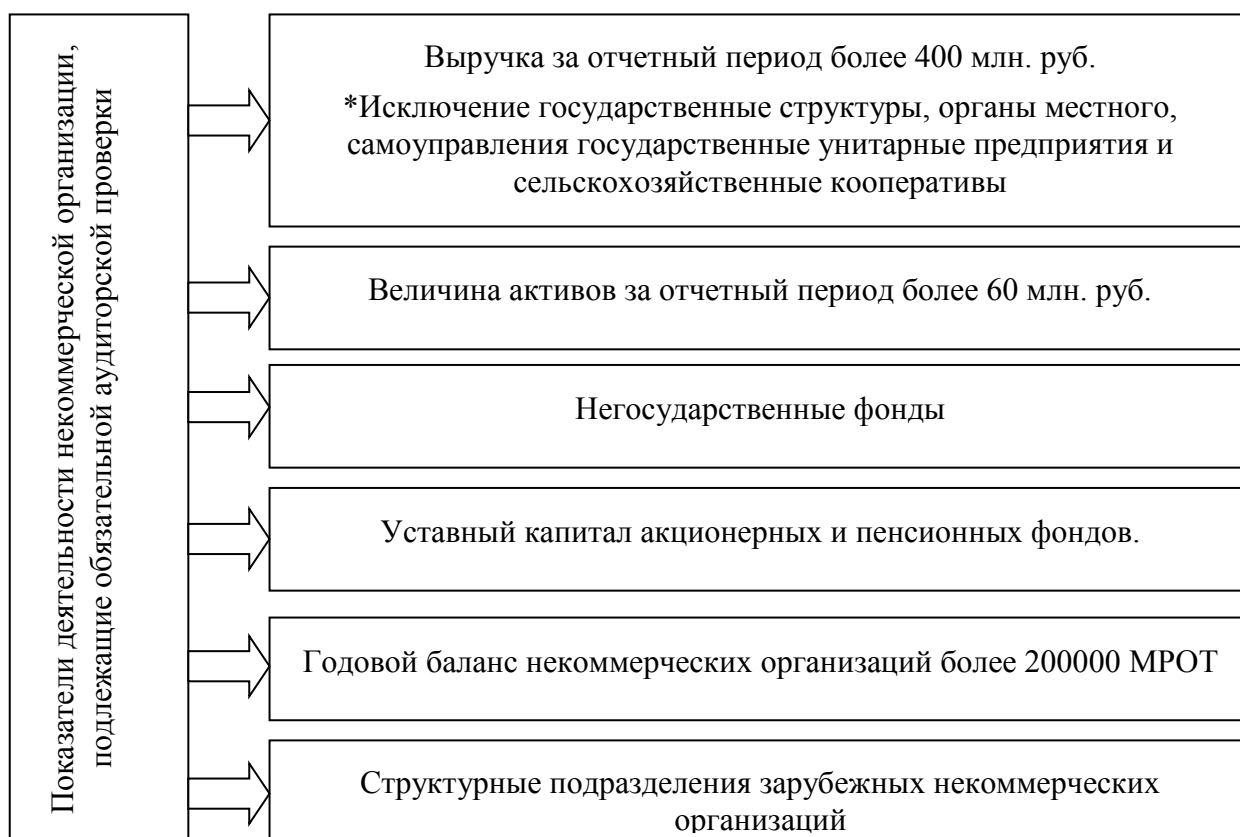 Показатели деятельности некоммерческой организации,
подлежащие обязательной аудиторской проверки
Выручка за отчетный период более 400 млн. руб.
*Исключение государственные структуры, органы местного,
самоуправления государственные унитарные предприятия и
сельскохозяйственные кооперативы
Величина активов за отчетный период более 60 млн. руб.
Негосударственные фонды
Уставный капитал акционерных и пенсионных фондов.
Годовой баланс некоммерческих организаций более 200000 МРОТ
Структурные подразделения зарубежных некоммерческих
организаций